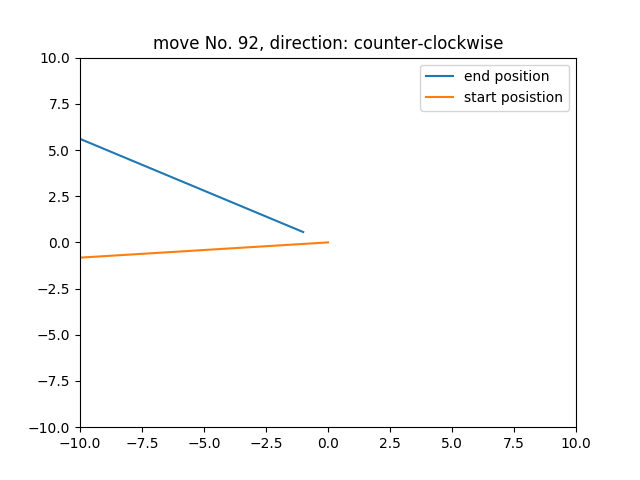 move No. 92, direction: counter-clockwise
end position
start posistion
10.0
7.5
5.0
2.5
0.0
−2.5
−5.0
−7.5
−10.0
−10.0 −7.5 −5.0 −2.5 0.0 2.5 5.0 7.5 10.0